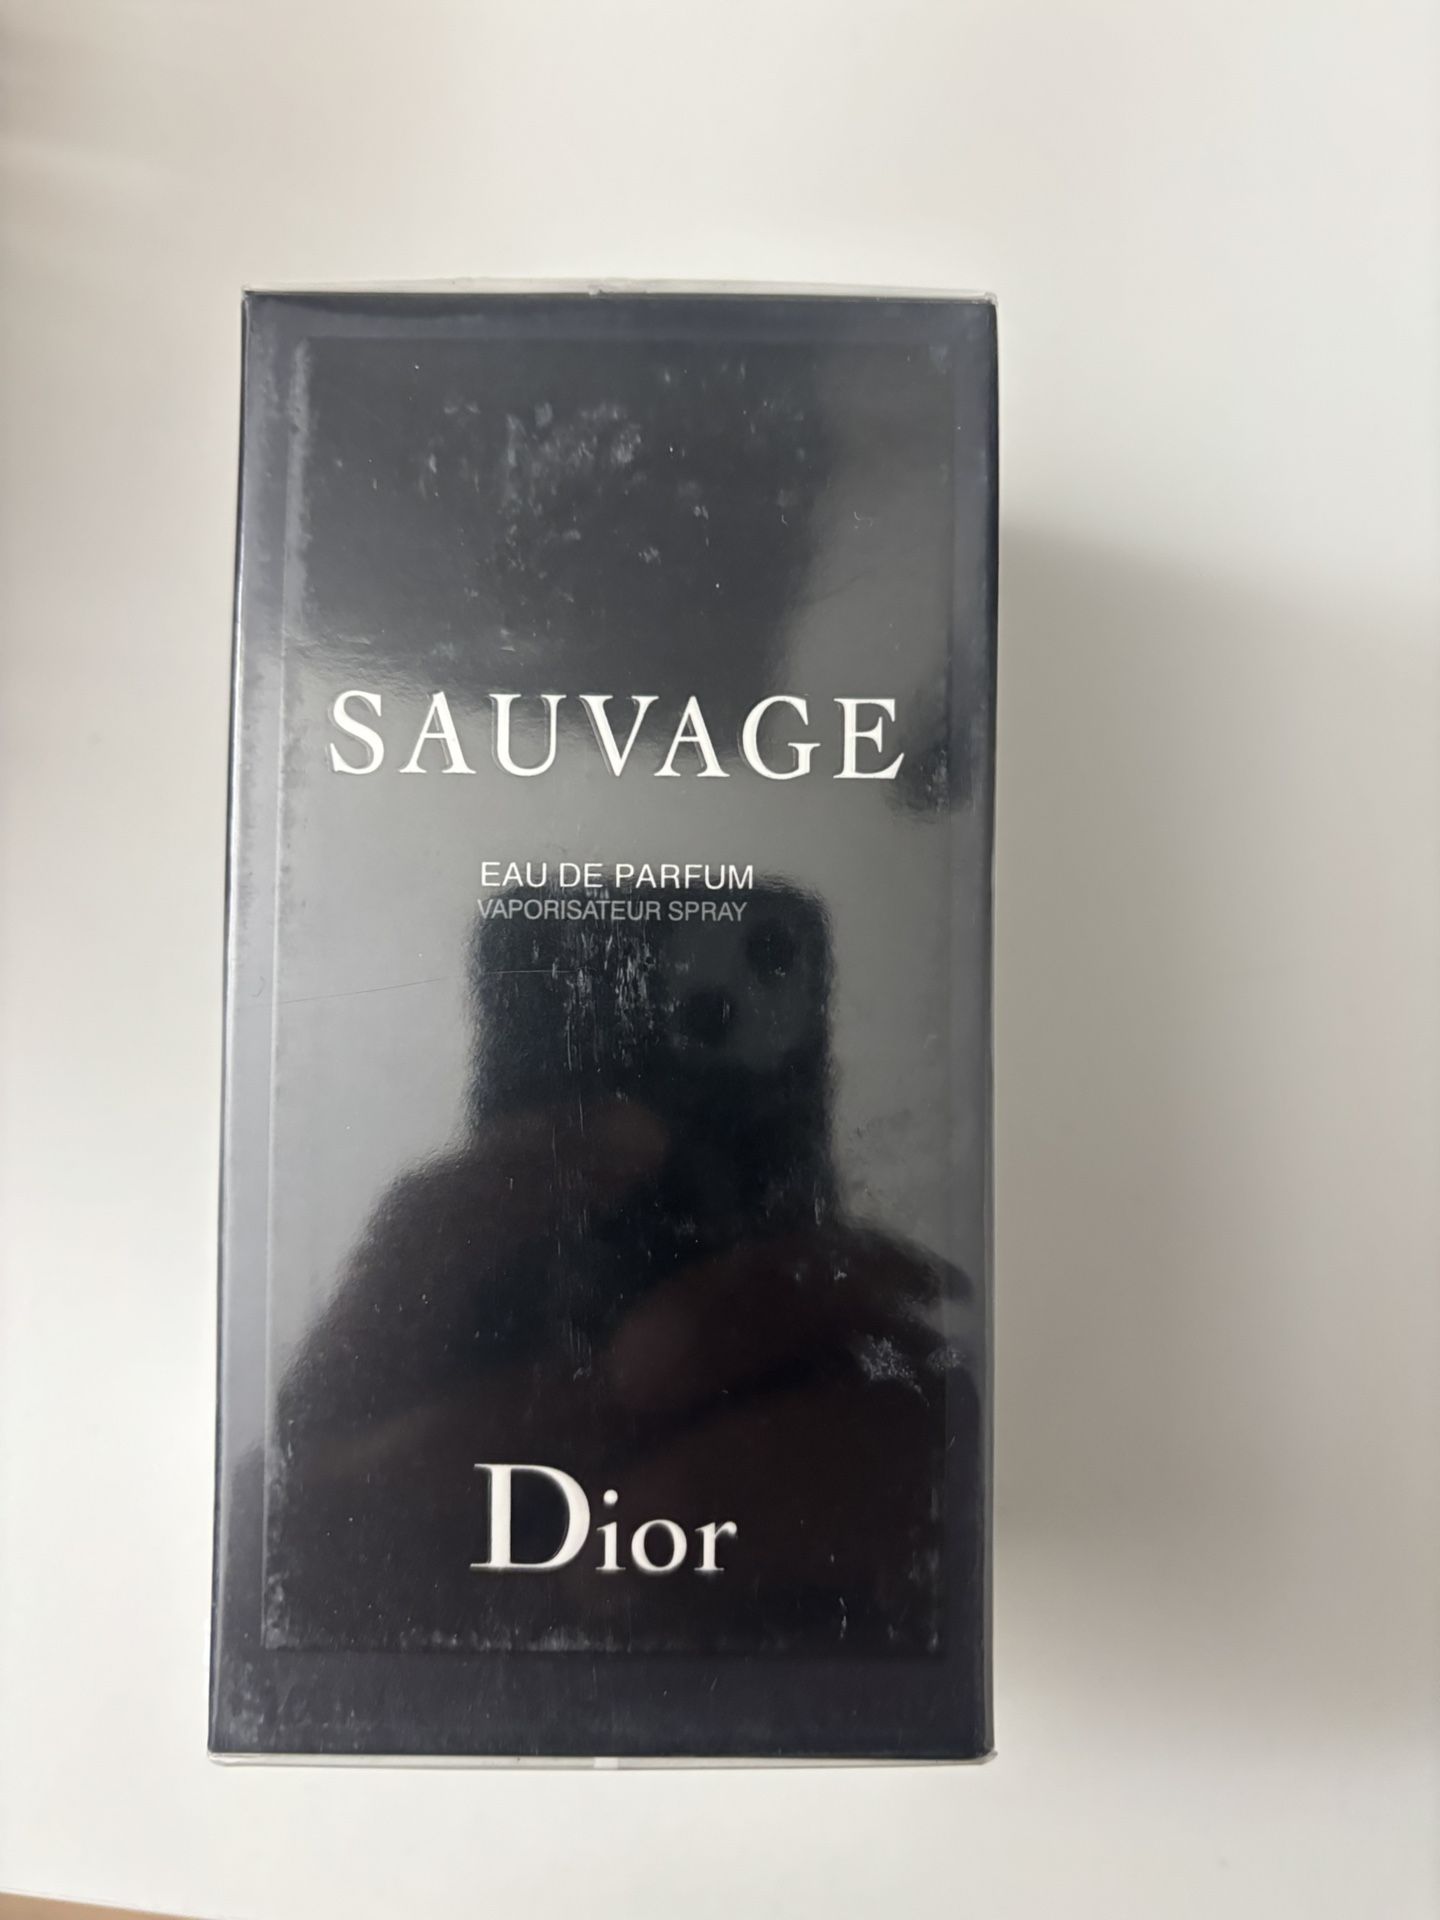 SAUVAGE
EAU DE PARFUM
VAPORISATEUR SPRAY
Dior